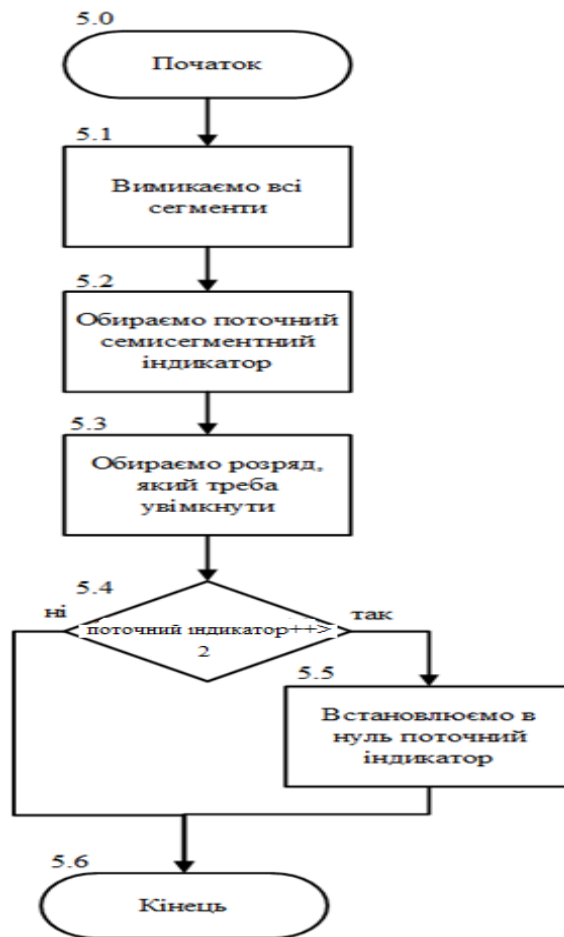 5.0
Початок
5.1
Вимикаємо всі
сегменти
5.2
Обираємо поточний
семисегментний
індикатор
5.3
Обираємо розряд,
який треба
увімкнути
5.4
ні
так
поточний індикатор++>
2
5.5
Встановлюємо в
нуль поточний
індикатор
5.6
Кінець